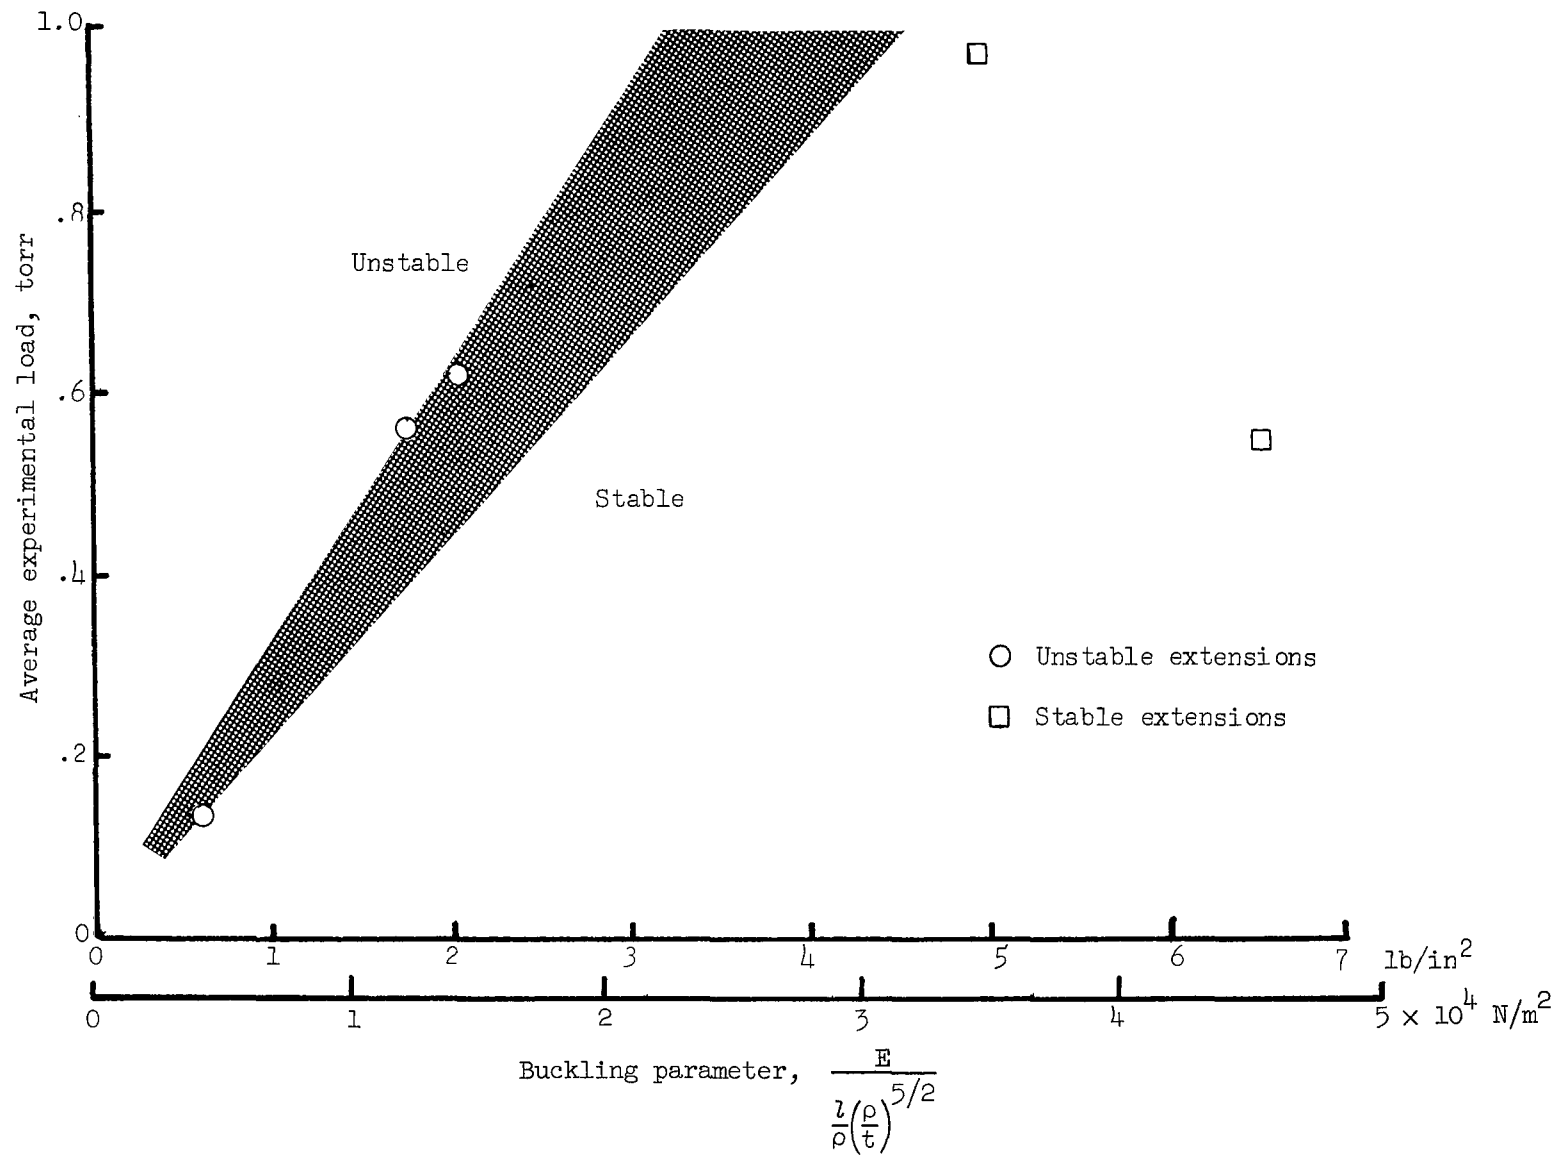 Average experimental load, torr
1.0
.8
.6
.4
.2
0
Unstable
Stable
Unstable extensions
Stable extensions
0 1 2 3 4 5 6 7 lb/in²
0 1 2 3 4 5 × 10⁴ N/m²
Buckling parameter, E / (l/ρ (ρ/t)^5/2)